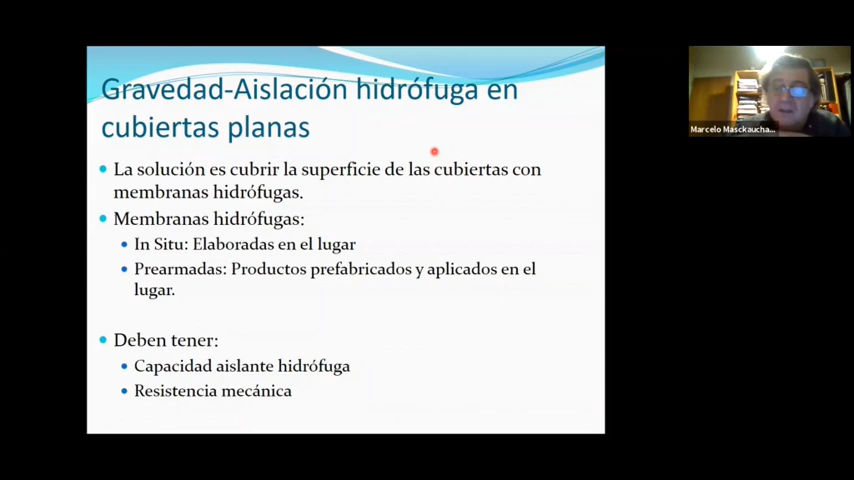 Gravedad-Aislación hidrófuga en
cubiertas planas
La solución es cubrir la superficie de las cubiertas con
membranas hidrófugas.
Membranas hidrófugas:
In Situ: Elaboradas en el lugar
Prearmadas: Productos prefabricados y aplicados en el
lugar.
Deben tener:
Capacidad aislante hidrófuga
Resistencia mecánica
Marcelo Masckaucha...